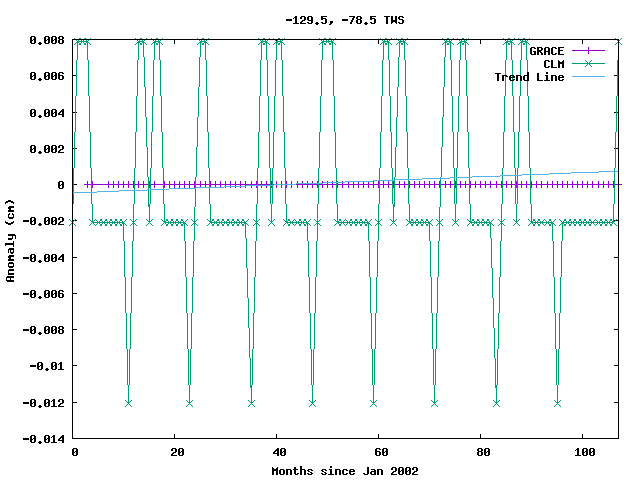 -129.5, -78.5 TWS
0.008
0.006
0.004
0.002
0
-0.002
-0.004
-0.006
-0.008
-0.01
-0.012
-0.014
Anomaly (cm)
GRACE
CLM
Trend Line
0 20 40 60 80 100
Months since Jan 2002